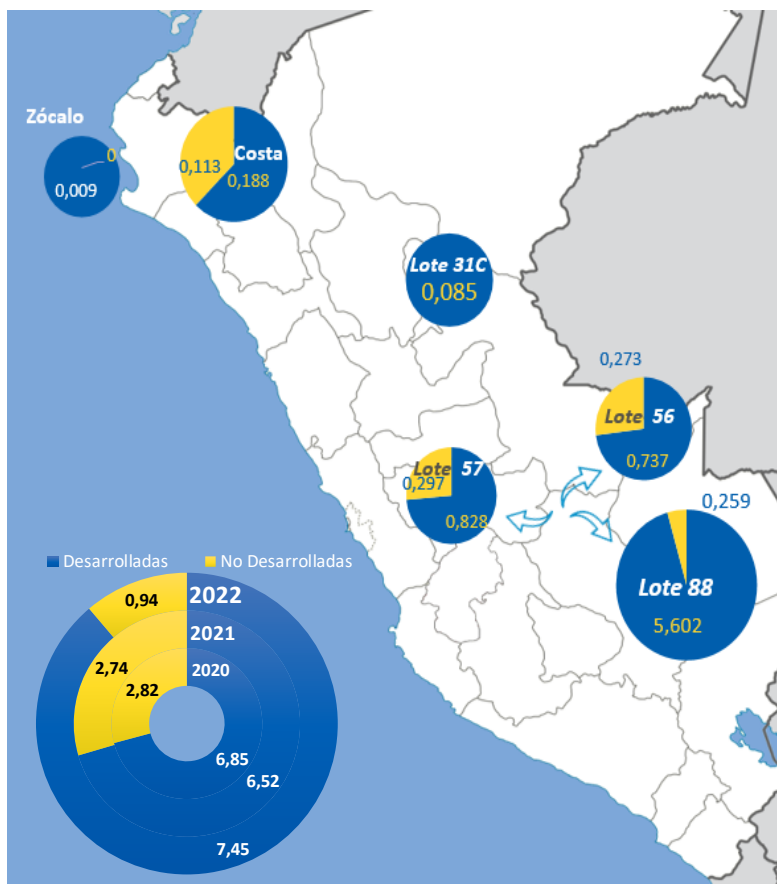 Zócalo
0
0,009
Costa
0,113
0,188
Lote 31C
0,085
0,273
Lote 56
0,737
Lote 57
0,297
0,828
0,259
Lote 88
5,602
Desarrolladas No Desarrolladas
0,94 2022
2021
2,74 2020
2,82
6,85
6,52
7,45